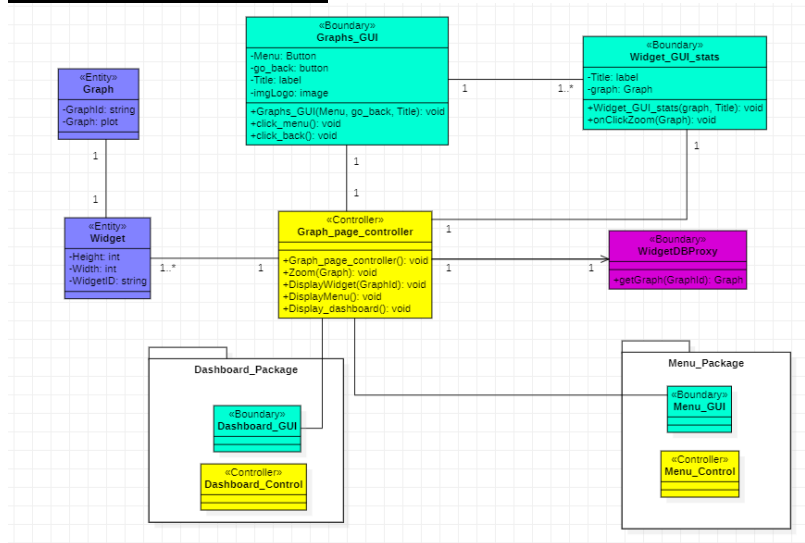 «Boundary»
Graphs_GUI
-Menu: Button
-go_back: button
-Title: label
-imgLogo: image
+Graphs_GUI(Menu, go_back, Title): void
+click_menu(): void
+click_back(): void
«Boundary»
Widget_GUI_stats
-Title: label
-graph: Graph
+Widget_GUI_stats(graph, Title): void
+onClickZoom(Graph): void
«Entity»
Graph
-GraphId: string
-Graph: plot
1
1..*
1
1
1
1
1
«Entity»
Widget
-Height: int
-Width: int
-WidgetID: string
1..*
1
«Controller»
Graph_page_controller
+Graph_page_controller(): void
+Zoom(Graph): void
+DisplayWidget(GraphId): void
+DisplayMenu(): void
+Display_dashboard(): void
1
1
1
«Boundary»
WidgetDBProxy
+getGraph(Graphid): Graph
Dashboard_Package
«Boundary»
Dashboard_GUI
«Controller»
Dashboard_Control
Menu_Package
«Boundary»
Menu_GUI
«Controller»
Menu_Control